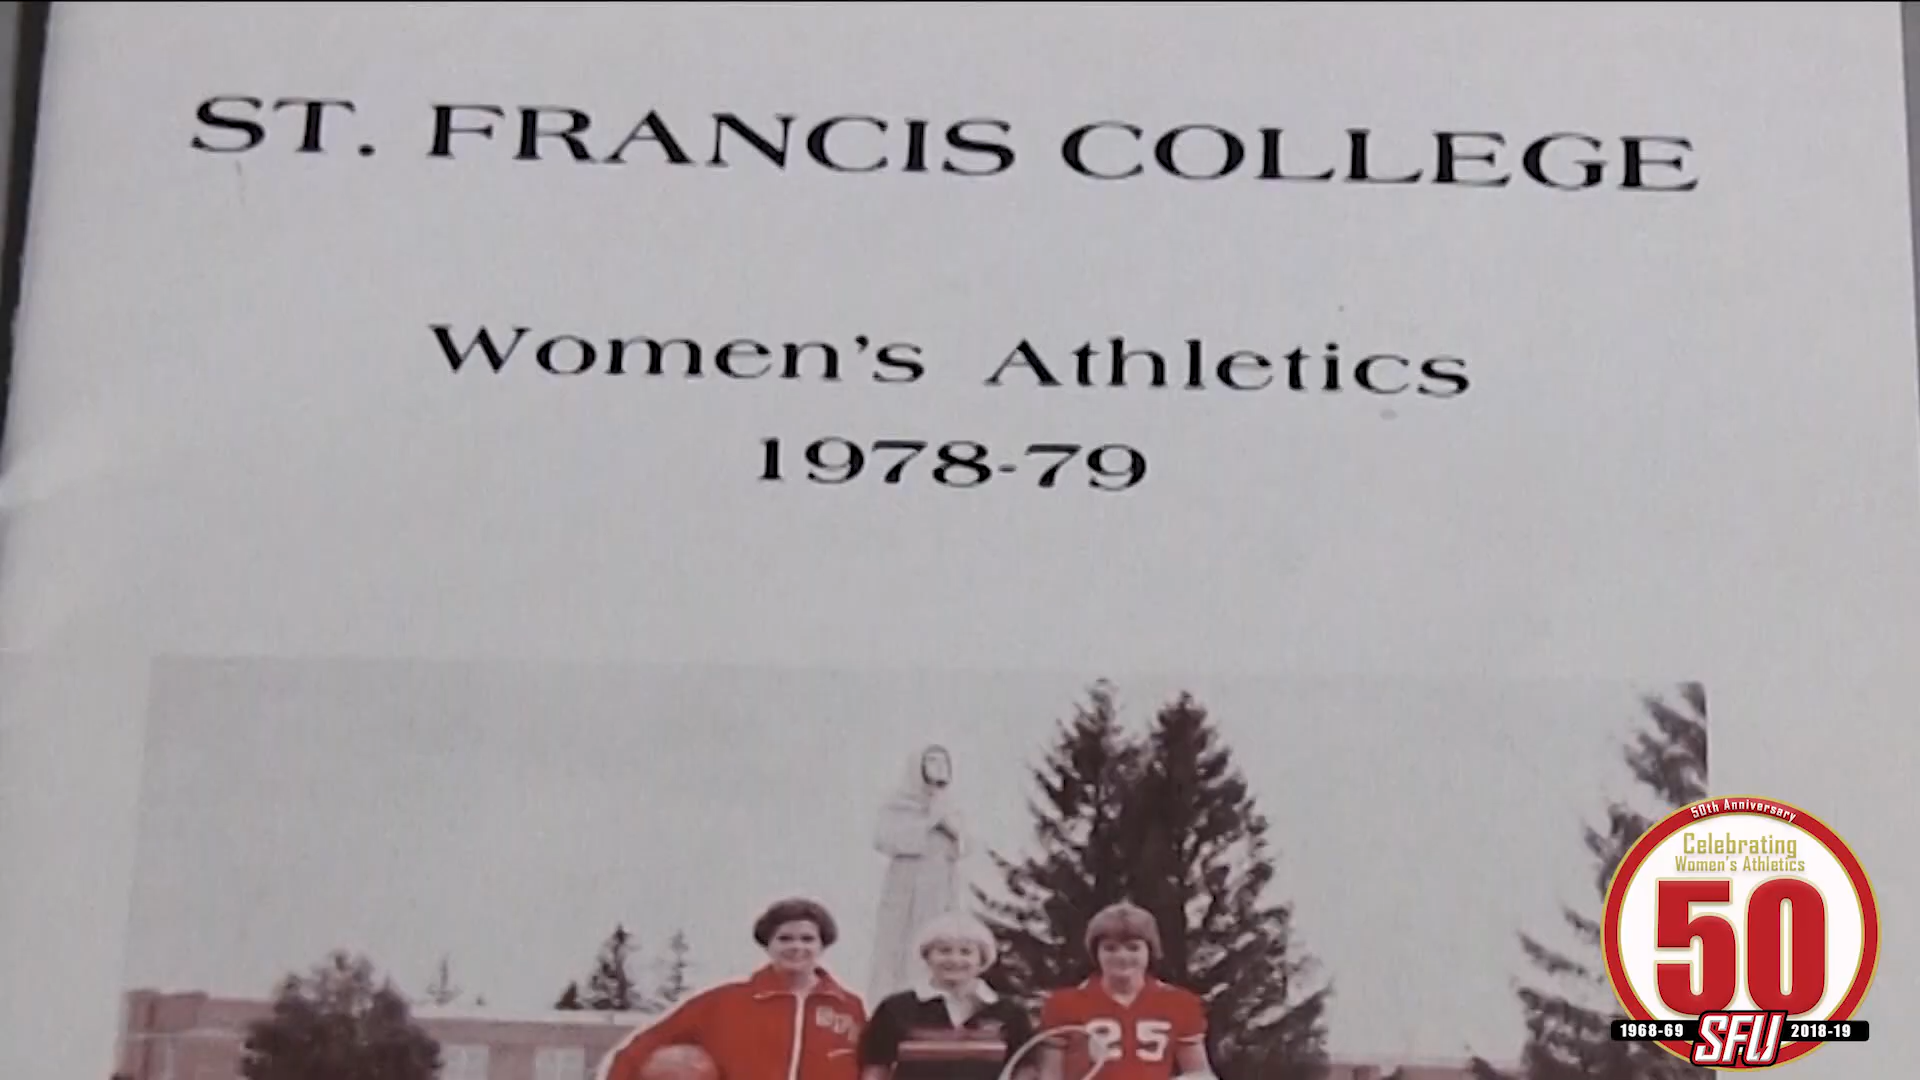 ST. FRANCIS COLLEGE
Women's Athletics
1978-79
25
50th Anniversary
Celebrating
Women's Athletics
50
1968-69 SFU 2018-19